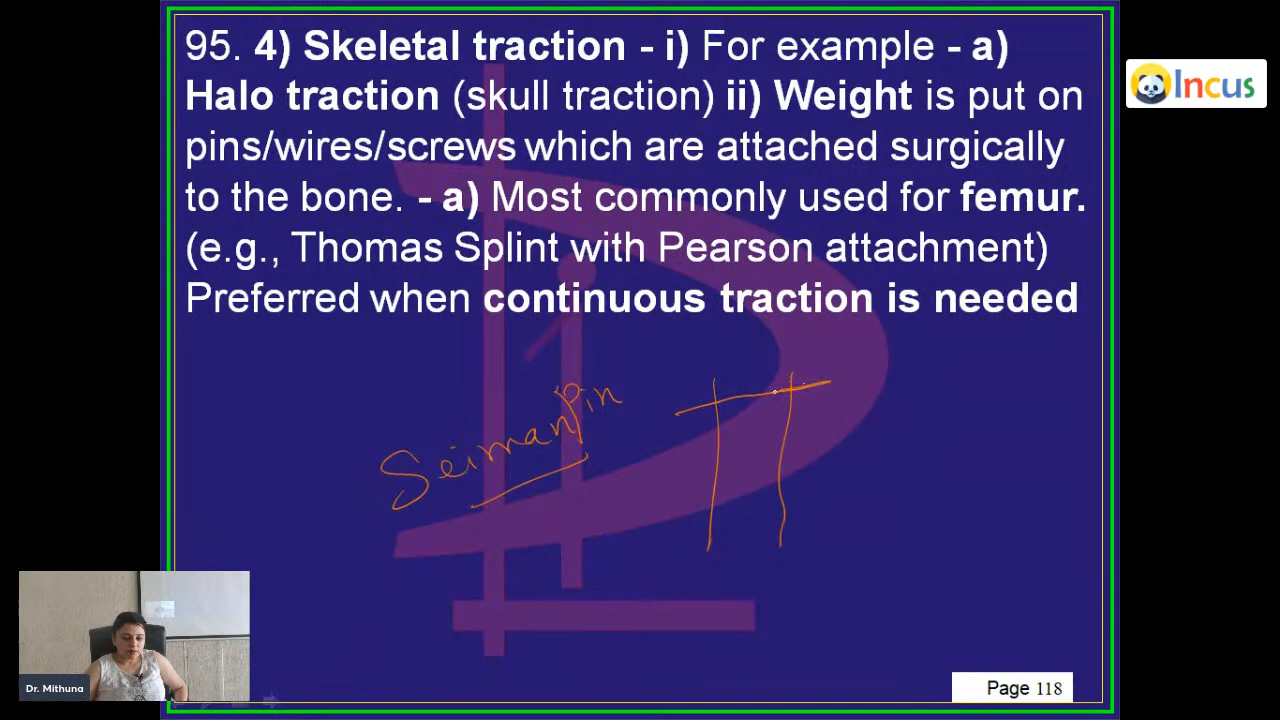 95. 4) Skeletal traction - i) For example - a)
Halo traction (skull traction) ii) Weight is put on
pins/wires/screws which are attached surgically
to the bone. - a) Most commonly used for femur.
(e.g., Thomas Splint with Pearson attachment)
Preferred when continuous traction is needed
Incus
Seimanpin
Dr. Mithuna
Page 118